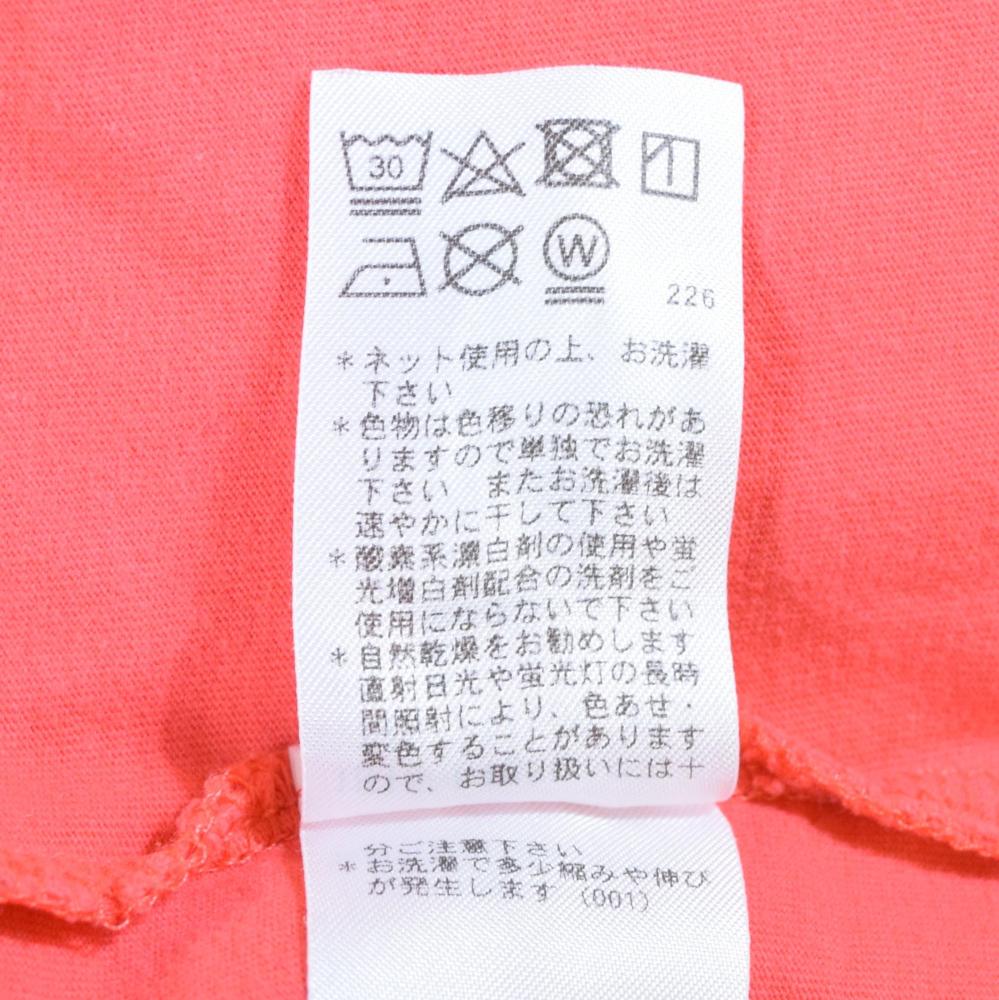 30
W
226
*ネット使用の上、お洗濯
下さい
*色物は色移りの恐れがあ
りますので単独でお洗濯
下さい　またお洗濯後は
速やかに干して下さい
*酸素系漂白剤の使用や蛍
光増白剤配合の洗剤をご
使用にならないで下さい
*自然乾燥をお勧めします
直射日光や蛍光灯の長時
間照射により、色あせ・
変色することがあります
ので、お取り扱いには十
分ご注意下さい
*お洗濯で多少縮みや伸び
が発生します (001)